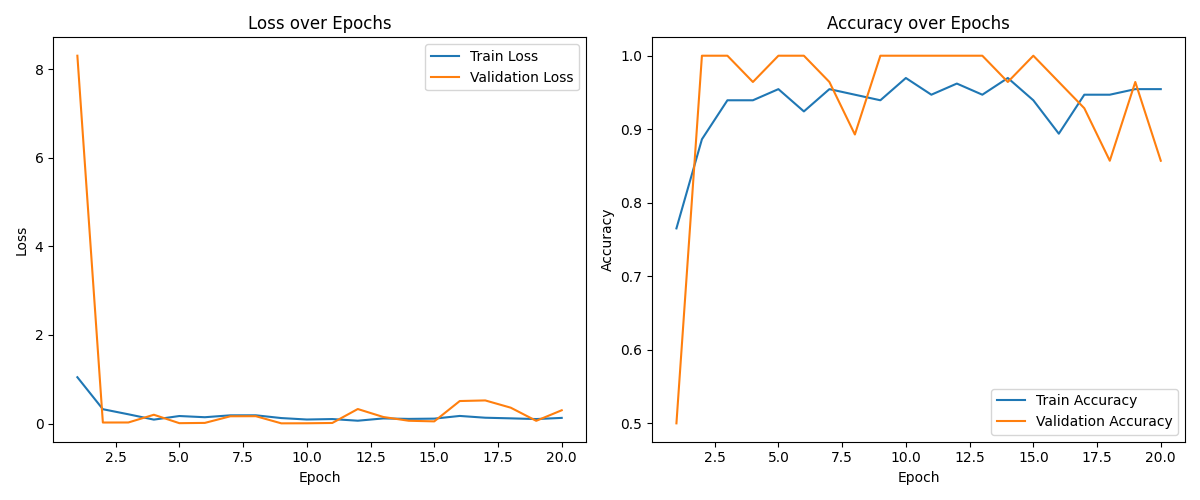 Loss over Epochs
Train Loss
Validation Loss
Loss
8
6
4
2
0
2.5 5.0 7.5 10.0 12.5 15.0 17.5 20.0
Epoch
Accuracy over Epochs
Accuracy
1.0
0.9
0.8
0.7
0.6
0.5
Train Accuracy
Validation Accuracy
2.5 5.0 7.5 10.0 12.5 15.0 17.5 20.0
Epoch